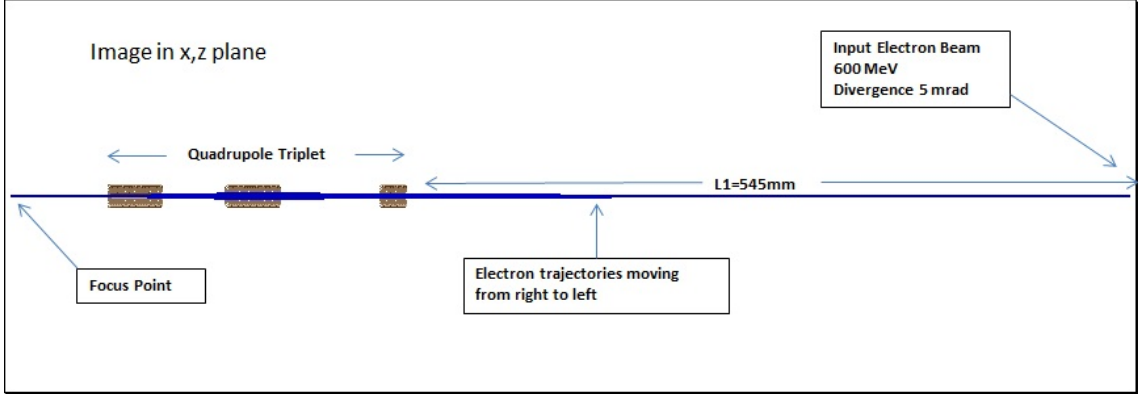 Image in x,z plane
Input Electron Beam
600 MeV
Divergence 5 mrad
Quadrupole Triplet
L1=545mm
Focus Point
Electron trajectories moving
from right to left